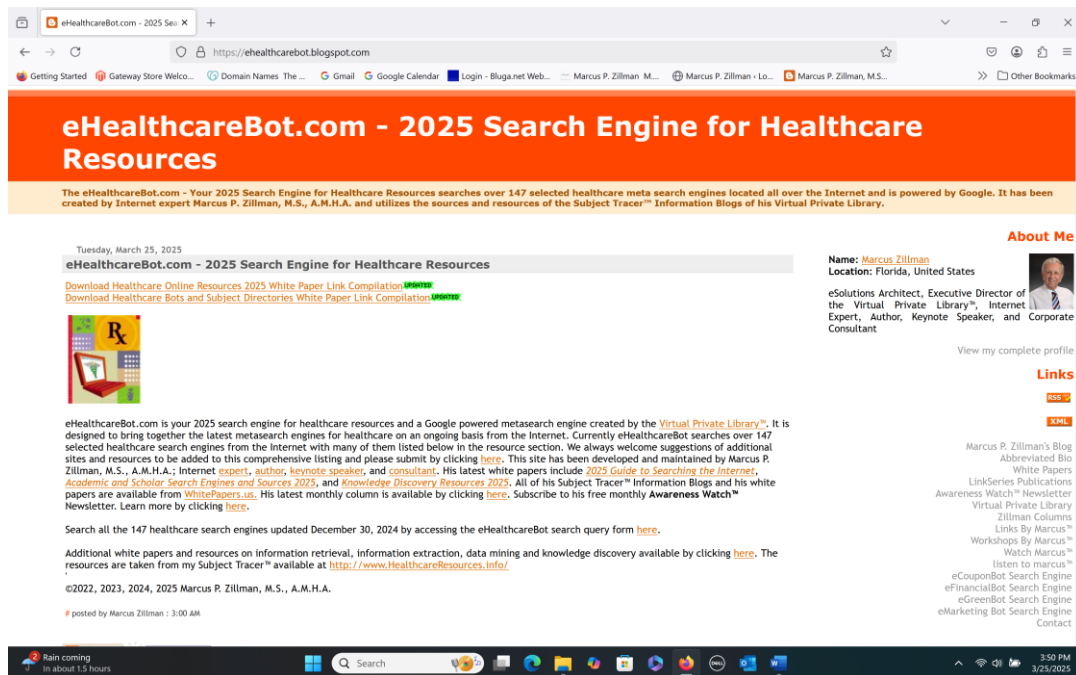 eHealthcareBot.com - 2025 Sea
https://ehealthcarebot.blogspot.com
Getting Started Gateway Store Welco... Domain Names The ... Gmail Google Calendar Login - Bluga.net Web... Marcus P. Zillman M.... Marcus P. Zillman ‹ Lo... Marcus P. Zillman, M.S... Other Bookmarks
eHealthcareBot.com - 2025 Search Engine for Healthcare
Resources
The eHealthcareBot.com - Your 2025 Search Engine for Healthcare Resources searches over 147 selected healthcare meta search engines located all over the Internet and is powered by Google. It has been
created by Internet expert Marcus P. Zillman, M.S., A.M.H.A. and utilizes the sources and resources of the Subject Tracer™ Information Blogs of his Virtual Private Library.
Tuesday, March 25, 2025
eHealthcareBot.com - 2025 Search Engine for Healthcare Resources
Download Healthcare Online Resources 2025 White Paper Link Compilation UPDATED
Download Healthcare Bots and Subject Directories White Paper Link Compilation UPDATED
Rx
eHealthcareBot.com is your 2025 search engine for healthcare resources and a Google powered metasearch engine created by the Virtual Private Library™. It is
designed to bring together the latest metasearch engines for healthcare on an ongoing basis from the Internet. Currently eHealthcareBot searches over 147
selected healthcare search engines from the Internet with many of them listed below in the resource section. We always welcome suggestions of additional
sites and resources to be added to this comprehensive listing and please submit by clicking here. This site has been developed and maintained by Marcus P.
Zillman, M.S., A.M.H.A.; Internet expert, author, keynote speaker, and consultant. His latest white papers include 2025 Guide to Searching the Internet,
Academic and Scholar Search Engines and Sources 2025, and Knowledge Discovery Resources 2025. All of his Subject Tracer™ Information Blogs and his white
papers are available from WhitePapers.us. His latest monthly column is available by clicking here. Subscribe to his free monthly Awareness Watch™
Newsletter. Learn more by clicking here.
Search all the 147 healthcare search engines updated December 30, 2024 by accessing the eHealthcareBot search query form here.
Additional white papers and resources on information retrieval, information extraction, data mining and knowledge discovery available by clicking here. The
resources are taken from my Subject Tracer™ available at http://www.HealthcareResources.info/
©2022, 2023, 2024, 2025 Marcus P. Zillman, M.S., A.M.H.A.
# posted by Marcus Zillman : 3:00 AM
About Me
Name: Marcus Zillman
Location: Florida, United States
eSolutions Architect, Executive Director of
the Virtual Private Library™, Internet
Expert, Author, Keynote Speaker, and Corporate
Consultant
View my complete profile
Links
RSS
XML
Marcus P. Zillman's Blog
Abbreviated Bio
White Papers
LinkSeries Publications
Awareness Watch™ Newsletter
Virtual Private Library
Zillman Columns
Links By Marcus™
Workshops By Marcus™
Watch Marcus™
listen to marcus™
eCouponBot Search Engine
eFinancialBot Search Engine
eGreenBot Search Engine
eMarketing Bot Search Engine
Contact
2
Rain coming
In about 1.5 hours
Search
DELL
3:50 PM
3/25/2025